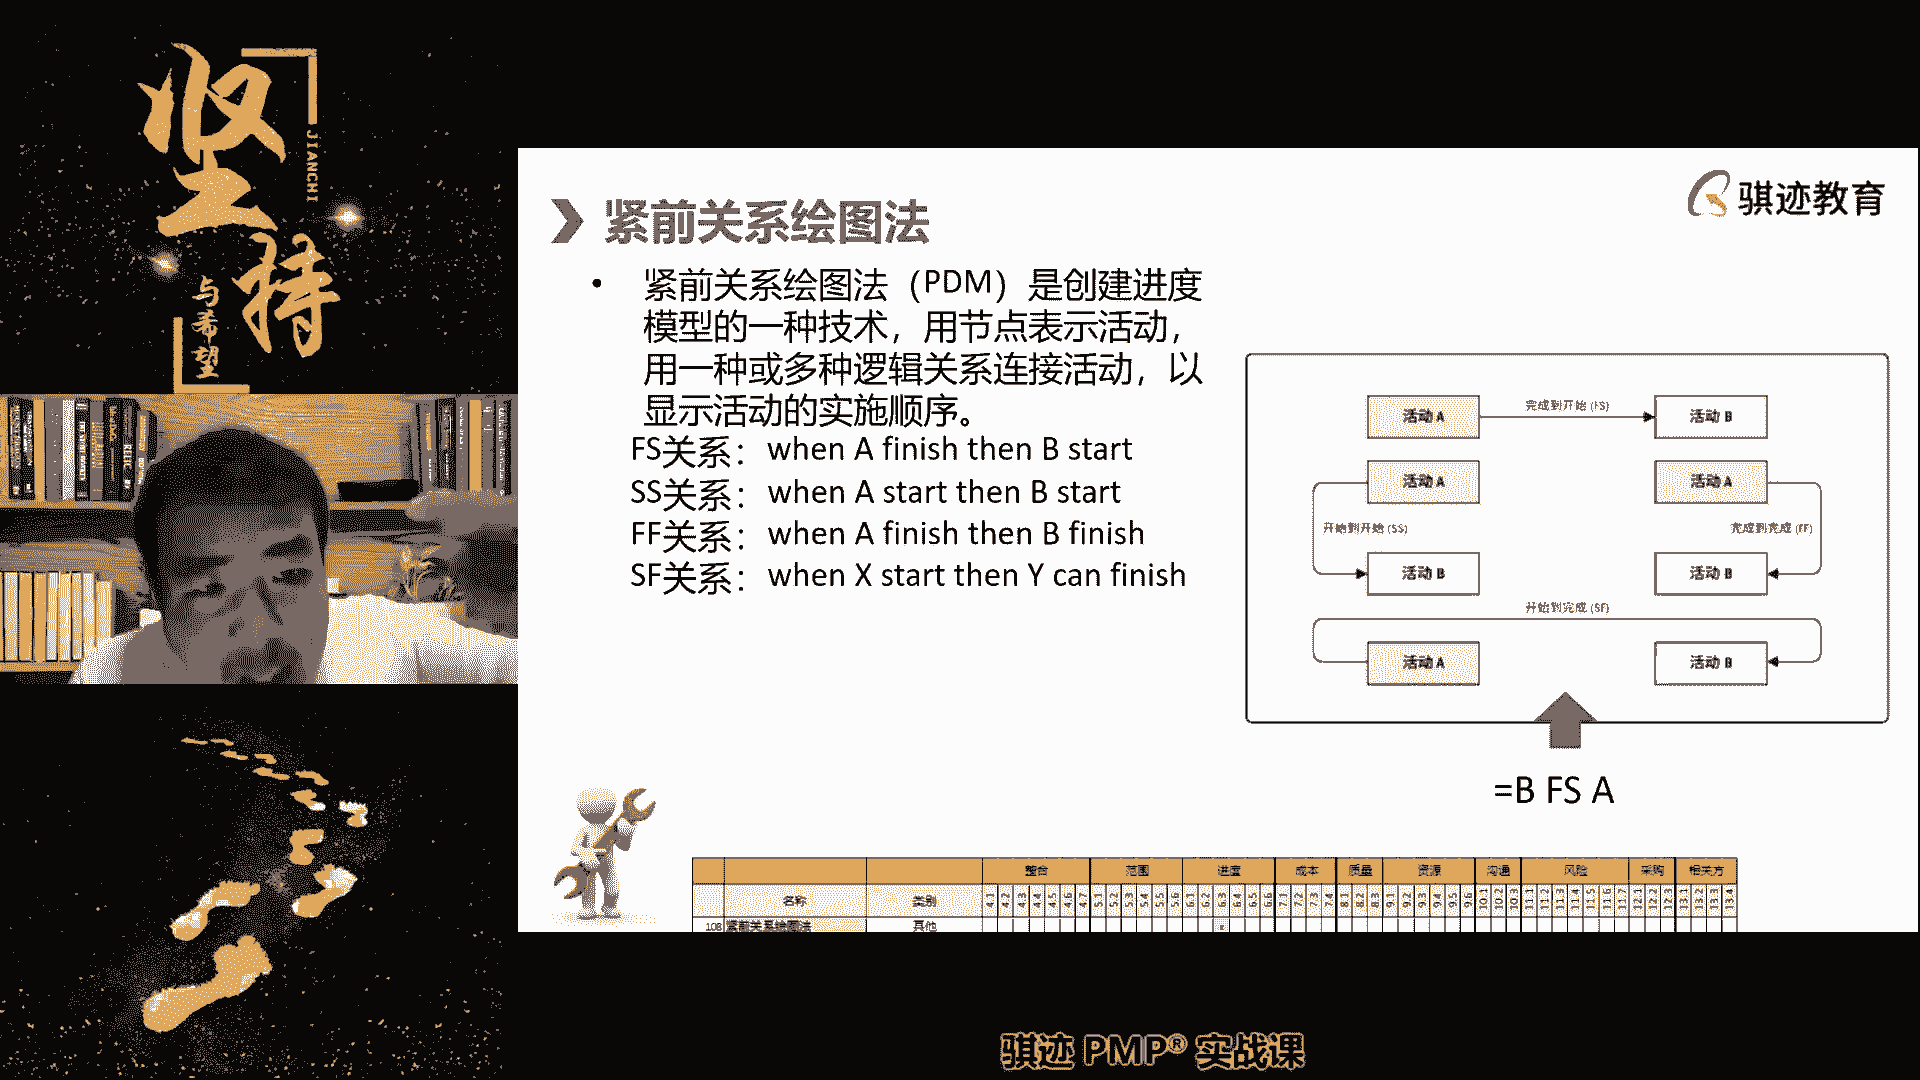 坚持
JIANCHI
与希望
骐迹教育
紧前关系绘图法
• 紧前关系绘图法（PDM）是创建进度
模型的一种技术，用节点表示活动，
用一种或多种逻辑关系连接活动，以
显示活动的实施顺序。
FS关系：when A finish then B start
SS关系：when A start then B start
FF关系：when A finish then B finish
SF关系：when X start then Y can finish
活动 A
完成到开始 (FS)
活动 B
活动 A
活动 A
开始到开始 (SS)
完成到完成 (FF)
活动 B
活动 B
开始到完成 (SF)
活动 A
活动 B
=B FS A
整合 范围 进度 成本 质量 资源 沟通 风险 采购 相关方
名称 类别 4.1 4.2 4.3 4.4 4.5 4.6 4.7 5.1 5.2 5.3 5.4 5.5 5.6 6.1 6.2 6.3 6.4 6.5 6.6 7.1 7.2 7.3 7.4 8.1 8.2 8.3 9.1 9.2 9.3 9.4 9.5 9.6 10.1 10.2 10.3 11.1 11.2 11.3 11.4 11.5 11.6 11.7 12.1 12.2 12.3 13.1 13.2 13.3 13.4
108 紧前关系绘图法 其他
骐迹 PMP® 实战课